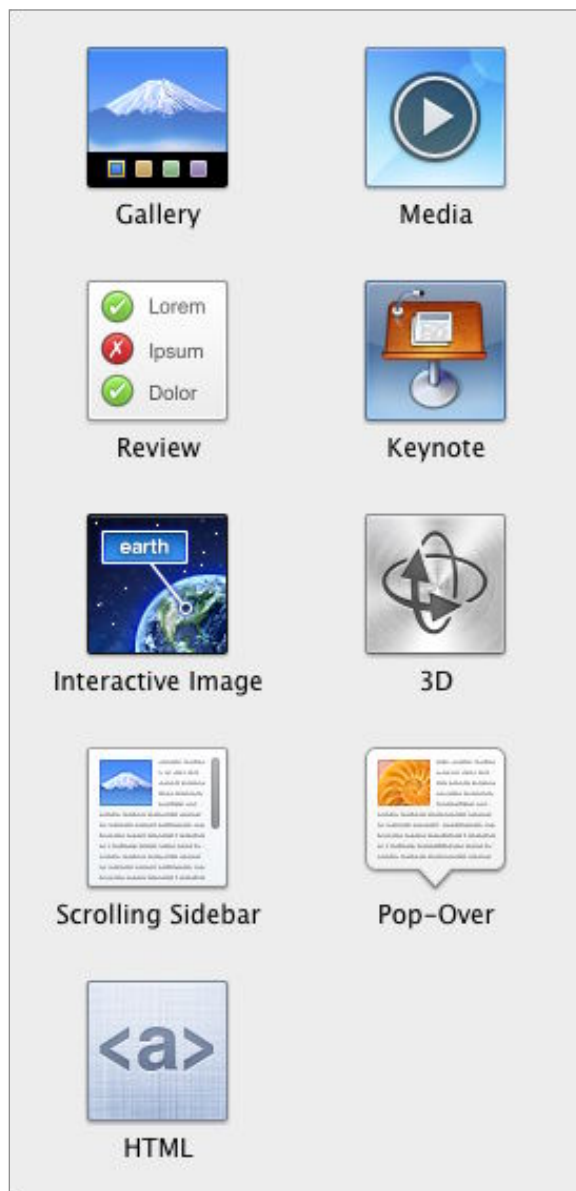 Gallery
Media
Lorem
Ipsum
Dolor
Review
Keynote
earth
Interactive Image
3D
Scrolling Sidebar
Pop-Over
<a>
HTML